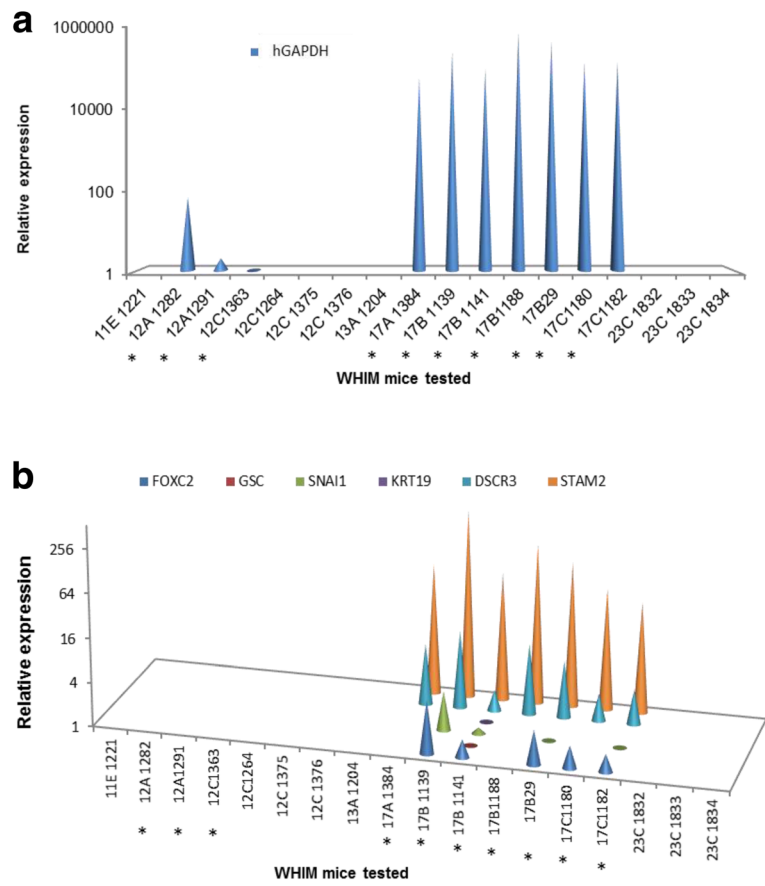 a
1000000
10000
100
1
Relative expression
hGAPDH
11E 1221
12A 1282
12A1291
12C1363
12C1264
12C 1375
12C 1376
13A 1204
17A 1384
17B 1139
17B 1141
17B1188
17B29
17C1180
17C1182
23C 1832
23C 1833
23C 1834
* * * * * * * * * *
WHIM mice tested
b
FOXC2 GSC SNAI1 KRT19 DSCR3 STAM2
256
64
16
4
1
Relative expression
11E 1221
12A 1282
12A1291
12C1363
12C1264
12C 1375
12C 1376
13A 1204
17A 1384
17B 1139
17B 1141
17B1188
17B29
17C1180
17C1182
23C 1832
23C 1833
23C 1834
* * * * * * * * * *
WHIM mice tested